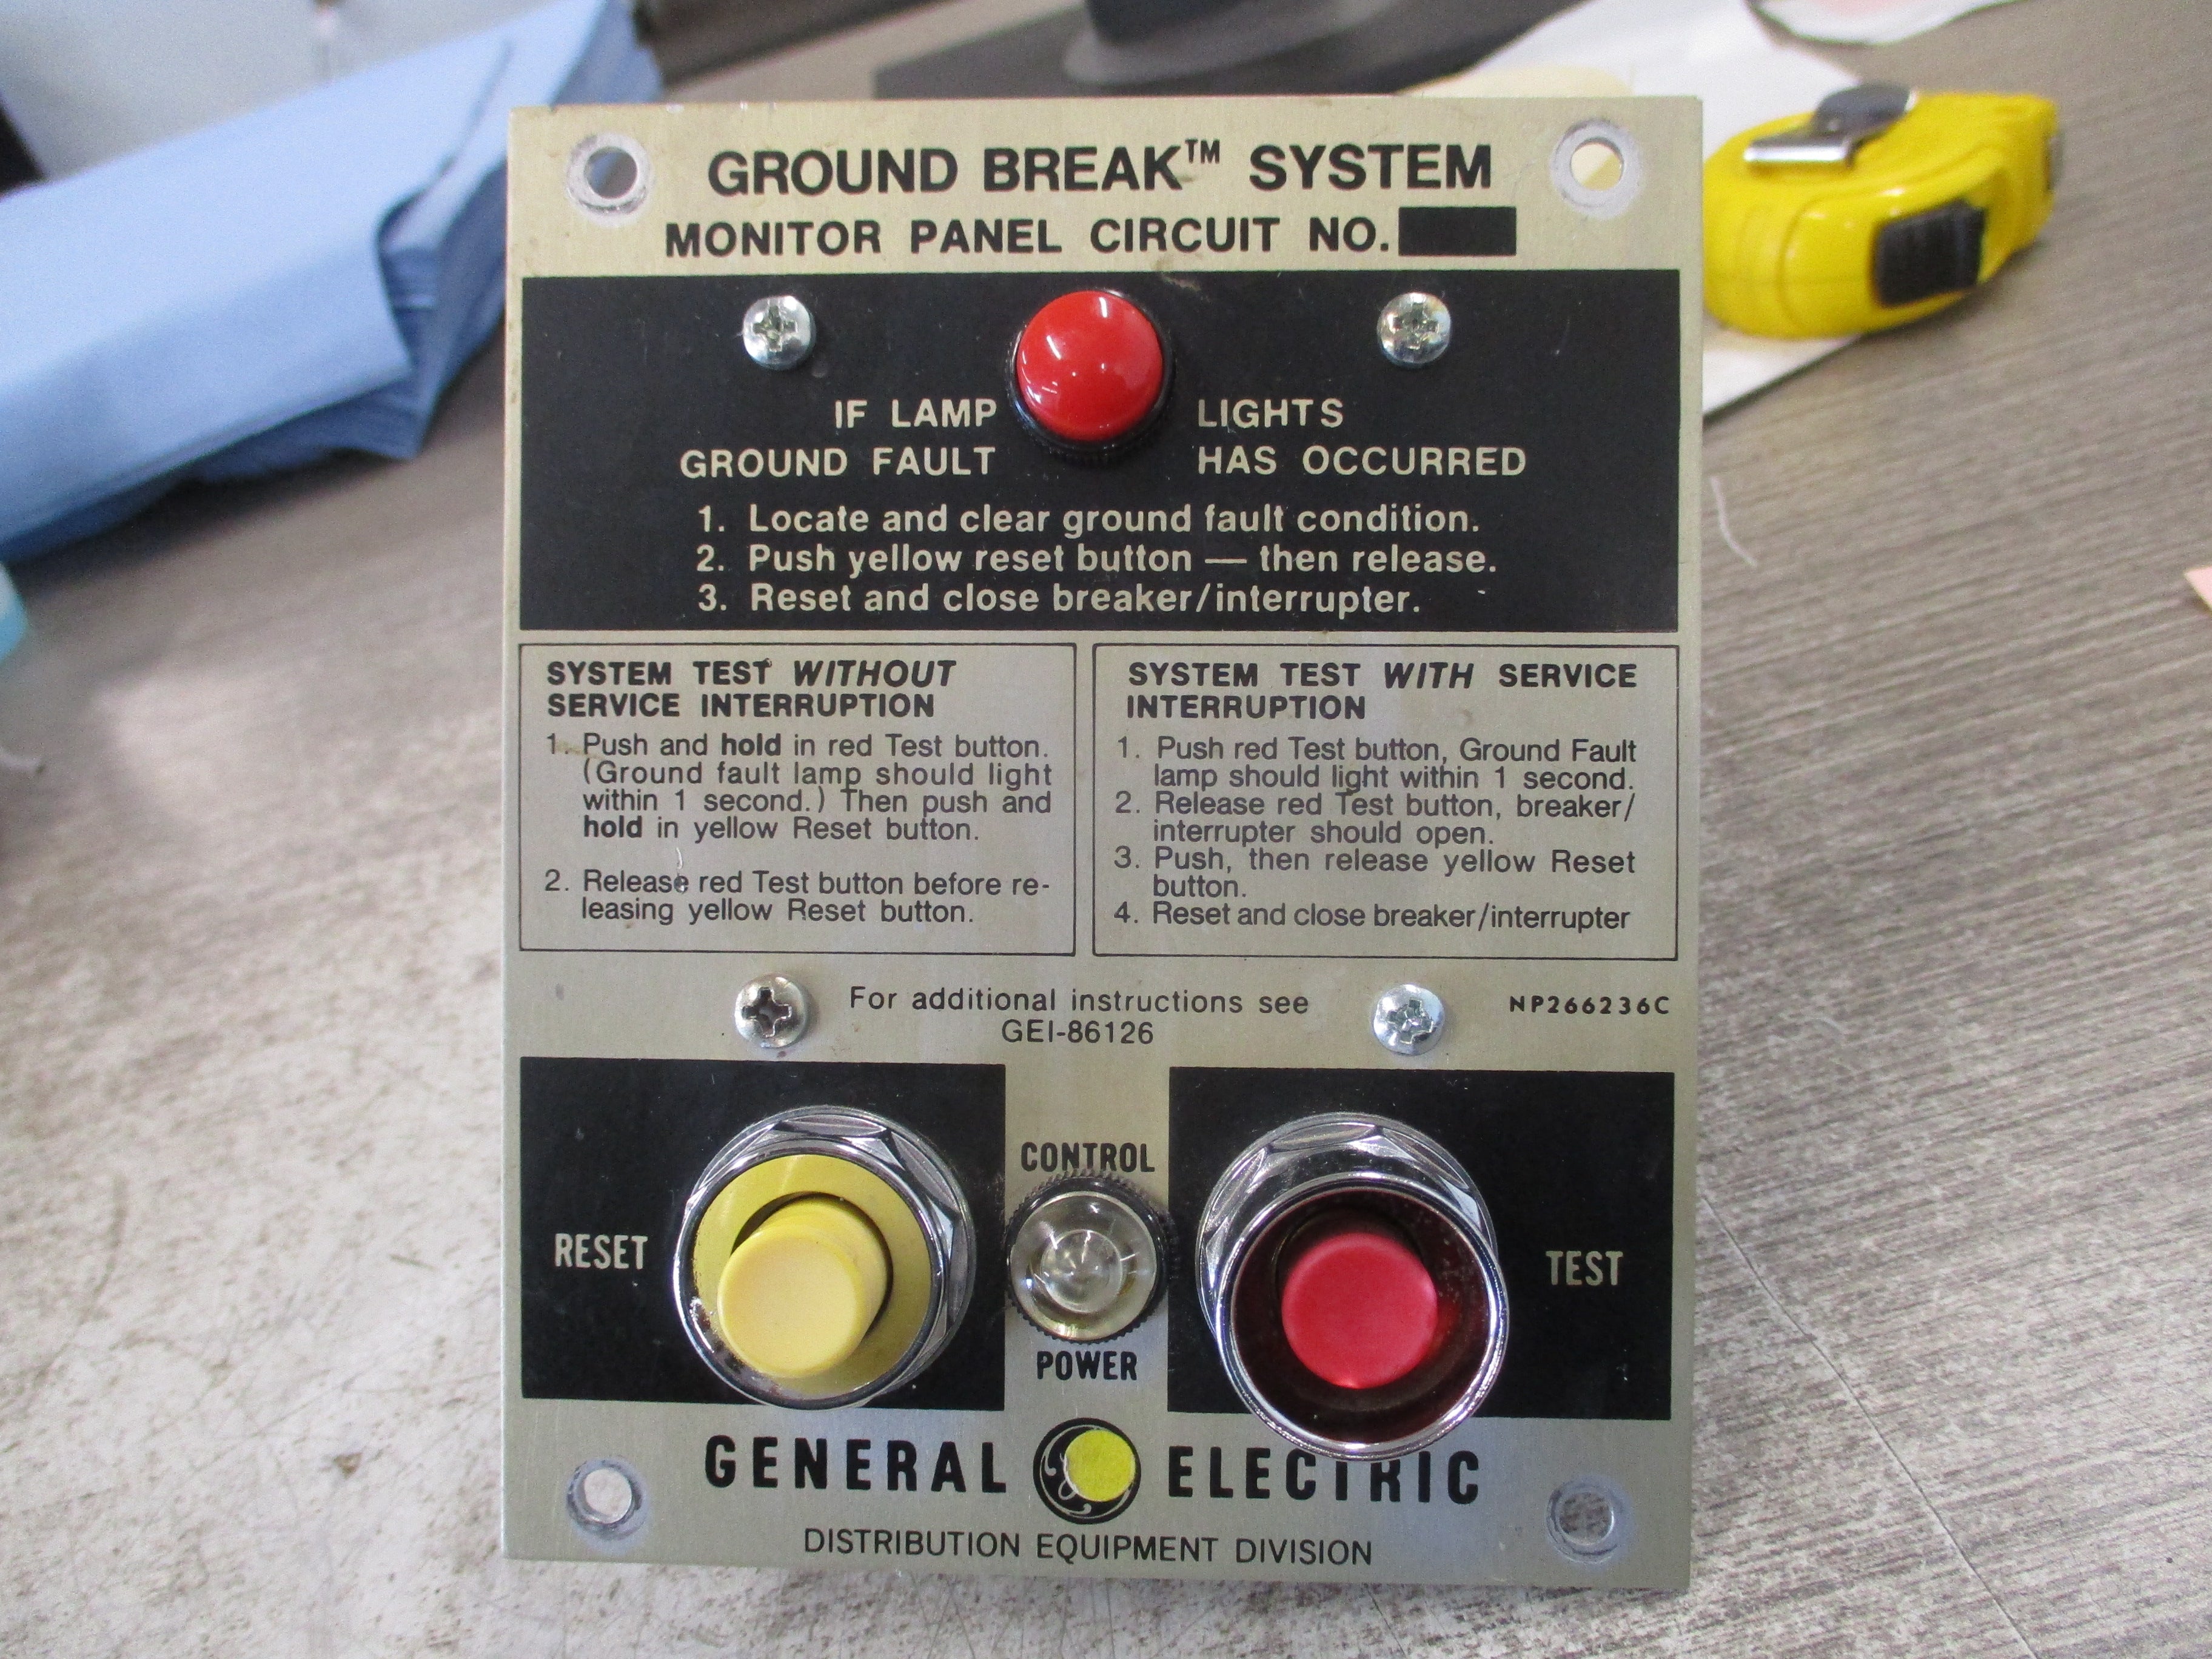 GROUND BREAK™ SYSTEM
MONITOR PANEL CIRCUIT NO.
IF LAMP LIGHTS
GROUND FAULT HAS OCCURRED
1. Locate and clear ground fault condition.
2. Push yellow reset button — then release.
3. Reset and close breaker/interrupter.
SYSTEM TEST WITHOUT
SERVICE INTERRUPTION
1. Push and hold in red Test button.
(Ground fault lamp should light
within 1 second.) Then push and
hold in yellow Reset button.
2. Release red Test button before re-
leasing yellow Reset button.
SYSTEM TEST WITH SERVICE
INTERRUPTION
1. Push red Test button, Ground Fault
lamp should light within 1 second.
2. Release red Test button, breaker/
interrupter should open.
3. Push, then release yellow Reset
button.
4. Reset and close breaker/interrupter
For additional instructions see
GEI-86126
NP266236C
RESET
CONTROL
POWER
TEST
GENERAL ELECTRIC
DISTRIBUTION EQUIPMENT DIVISION